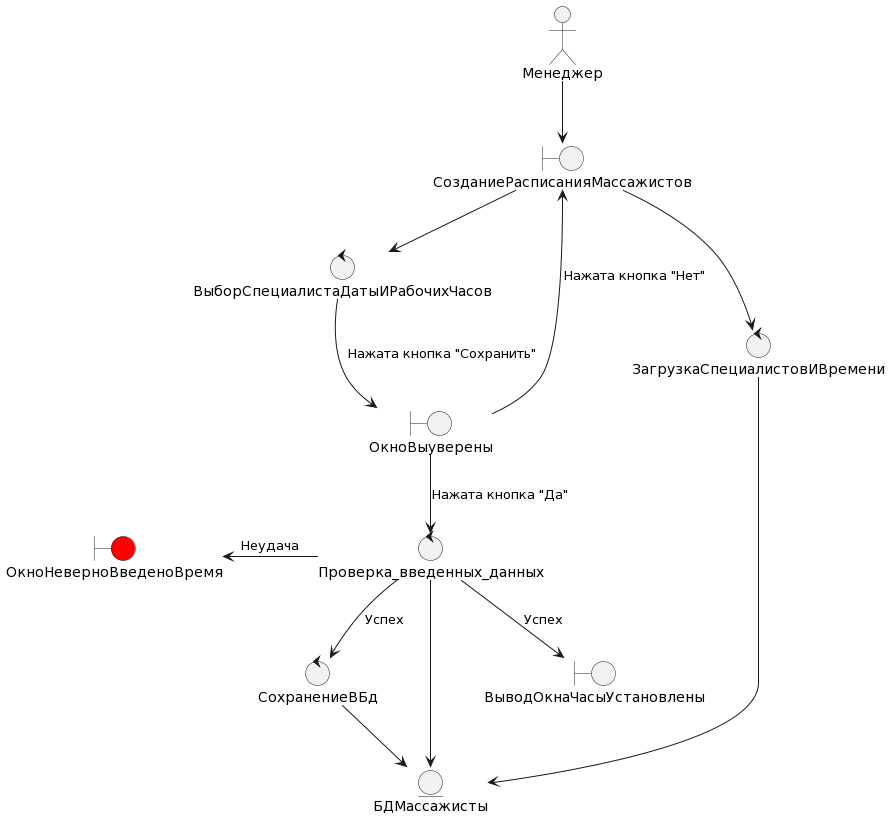 Менеджер
СозданиеРасписанияМассажистов
Нажата кнопка "Нет"
ВыборСпециалистаДатыИРабочихЧасов
Нажата кнопка "Сохранить"
ЗагрузкаСпециалистовИВремени
ОкноВыуверены
Нажата кнопка "Да"
Неудача
ОкноНеверноВведеноВремя
Проверка_введенных_данных
Успех
Успех
СохранениеВБд
ВыводОкнаЧасыУстановлены
БДМассажисты